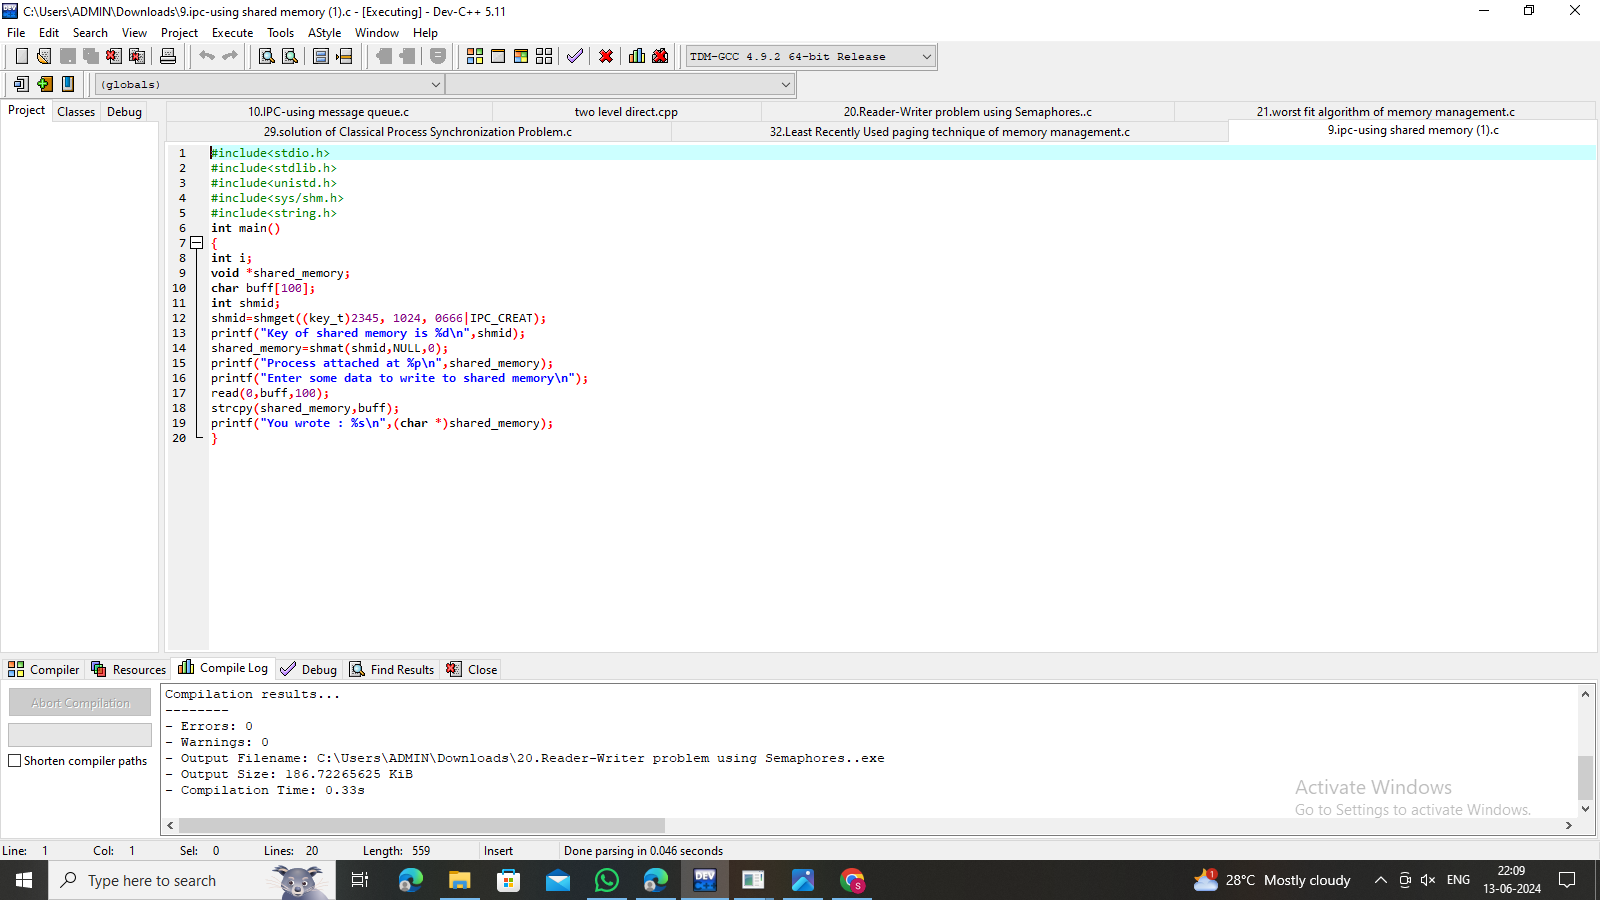 C:\Users\ADMIN\Downloads\9.ipc-using shared memory (1).c - [Executing] - Dev-C++ 5.11
File Edit Search View Project Execute Tools AStyle Window Help
TDM-GCC 4.9.2 64-bit Release
(globals)
Project Classes Debug
10.IPC-using message queue.c two level direct.cpp 20.Reader-Writer problem using Semaphores..c 21.worst fit algorithm of memory management.c
29.solution of Classical Process Synchronization Problem.c 32.Least Recently Used paging technique of memory management.c 9.ipc-using shared memory (1).c
1 #include<stdio.h>
2 #include<stdlib.h>
3 #include<unistd.h>
4 #include<sys/shm.h>
5 #include<string.h>
6 int main()
7 {
8 int i;
9 void *shared_memory;
10 char buff[100];
11 int shmid;
12 shmid=shmget((key_t)2345, 1024, 0666|IPC_CREAT);
13 printf("Key of shared memory is %d\n",shmid);
14 shared_memory=shmat(shmid,NULL,0);
15 printf("Process attached at %p\n",shared_memory);
16 printf("Enter some data to write to shared memory\n");
17 read(0,buff,100);
18 strcpy(shared_memory,buff);
19 printf("You wrote : %s\n",(char *)shared_memory);
20 }
Compiler Resources Compile Log Debug Find Results Close
Abort Compilation
Shorten compiler paths
Compilation results...
--------
- Errors: 0
- Warnings: 0
- Output Filename: C:\Users\ADMIN\Downloads\20.Reader-Writer problem using Semaphores..exe
- Output Size: 186.72265625 KiB
- Compilation Time: 0.33s
Activate Windows
Go to Settings to activate Windows.
Line: 1 Col: 1 Sel: 0 Lines: 20 Length: 559 Insert Done parsing in 0.046 seconds
Type here to search
DEV
S
1
28°C Mostly cloudy
ENG
22:09
13-06-2024